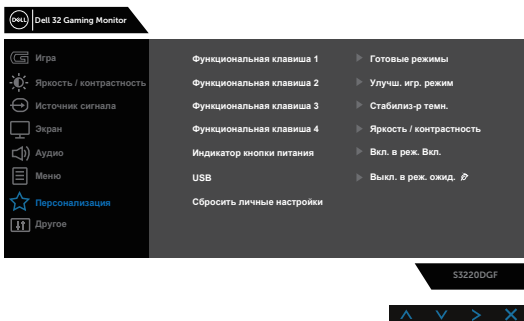 DELL Dell 32 Gaming Monitor
Игра
Функциональная клавиша 1 Готовые режимы
Яркость / контрастность Функциональная клавиша 2 Улучш. игр. режим
Источник сигнала Функциональная клавиша 3 Стабилиз-р темн.
Экран Функциональная клавиша 4 Яркость / контрастность
Аудио Индикатор кнопки питания Вкл. в реж. Вкл.
Меню USB Выкл. в реж. ожид.
Персонализация Сбросить личные настройки
Другое
S3220DGF